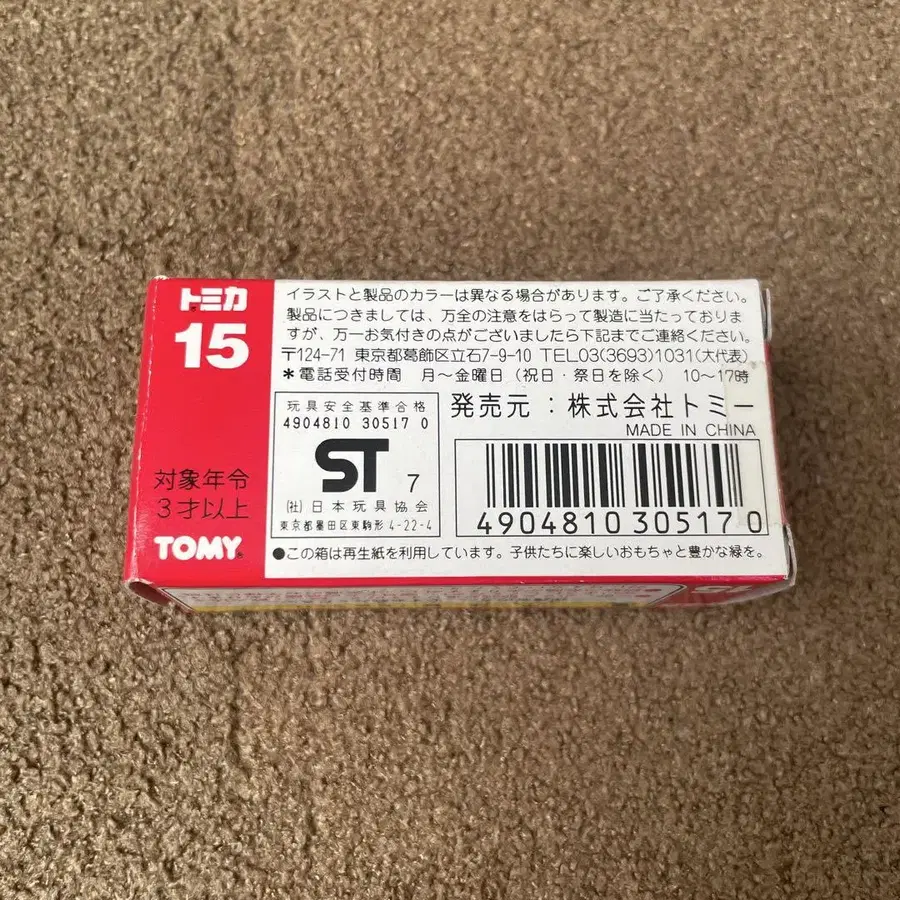 トミカ
15
対象年令
3才以上
TOMY®
イラストと製品のカラーは異なる場合があります。ご了承ください。
製品につきましては、万全の注意をはらって製造に当たっておりま
すが、万一お気付きの点がございましたら下記までご連絡ください。
〒124-71 東京都葛飾区立石7-9-10 TEL03(3693)1031(大代表)
＊電話受付時間 月〜金曜日(祝日・祭日を除く) 10〜17時
玩具安全基準合格
4904810 30517 0
ST 7
(社)日本玩具協会
東京都墨田区東駒形 4-22-4
発売元：株式会社トミー
MADE IN CHINA
4904810 305170
●この箱は再生紙を利用しています。子供たちに楽しいおもちゃと豊かな緑を。